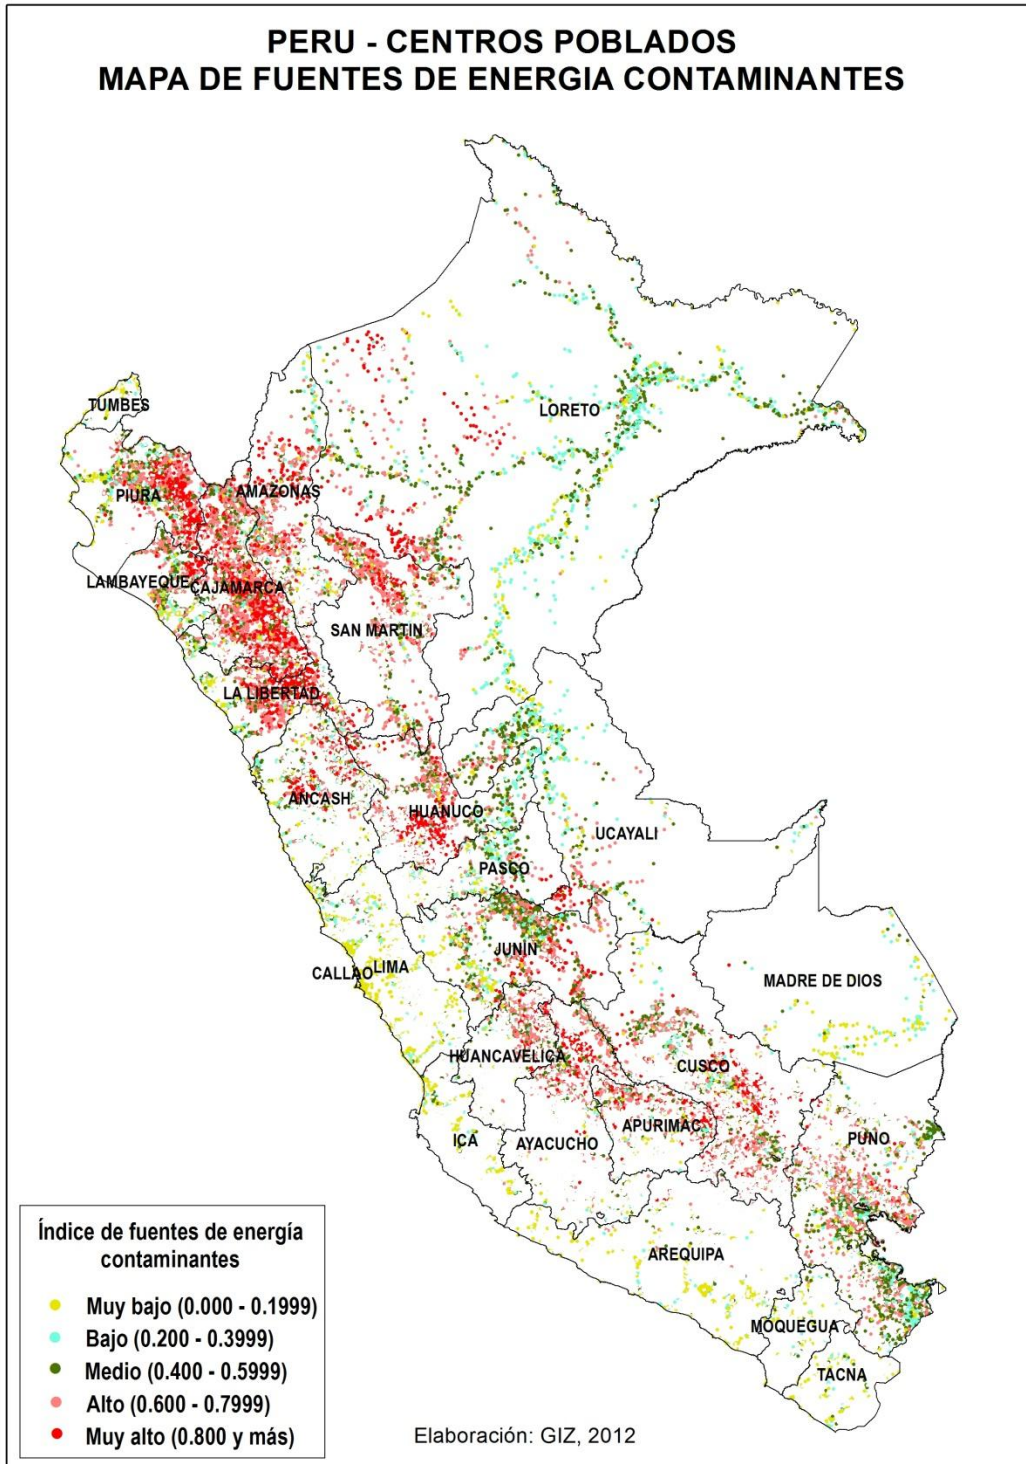 PERU - CENTROS POBLADOS
MAPA DE FUENTES DE ENERGIA CONTAMINANTES
TUMBES
LORETO
PIURA
AMAZONAS
LAMBAYEQUE
CAJAMARCA
SAN MARTIN
LA LIBERTAD
ANCASH
HUANUCO
UCAYALI
PASCO
JUNIN
CALLAO
LIMA
MADRE DE DIOS
HUANCAVELICA
CUSCO
ICA
AYACUCHO
APURIMAC
PUNO
AREQUIPA
MOQUEGUA
TACNA
Índice de fuentes de energía
contaminantes
Muy bajo (0.000 - 0.1999)
Bajo (0.200 - 0.3999)
Medio (0.400 - 0.5999)
Alto (0.600 - 0.7999)
Muy alto (0.800 y más)
Elaboración: GIZ, 2012